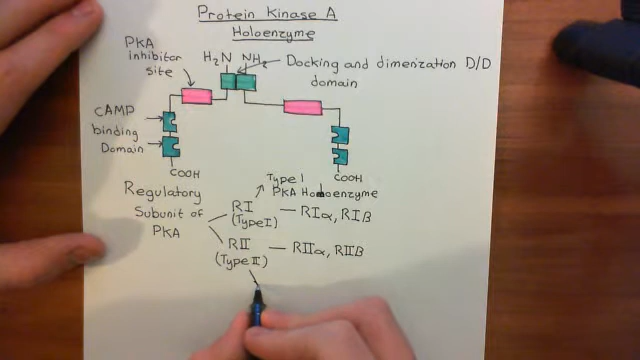 Protein Kinase A
Holoenzyme
PKA
inhibitor
site
H₂N NH₂
Docking and dimerization D/D
domain
cAMP
binding
Domain
COOH
COOH
Type I
PKA Holoenzyme
Regulatory
Subunit of
PKA
RI
(Type I)
RIα, RIβ
RII
(Type II)
RIIα, RIIβ